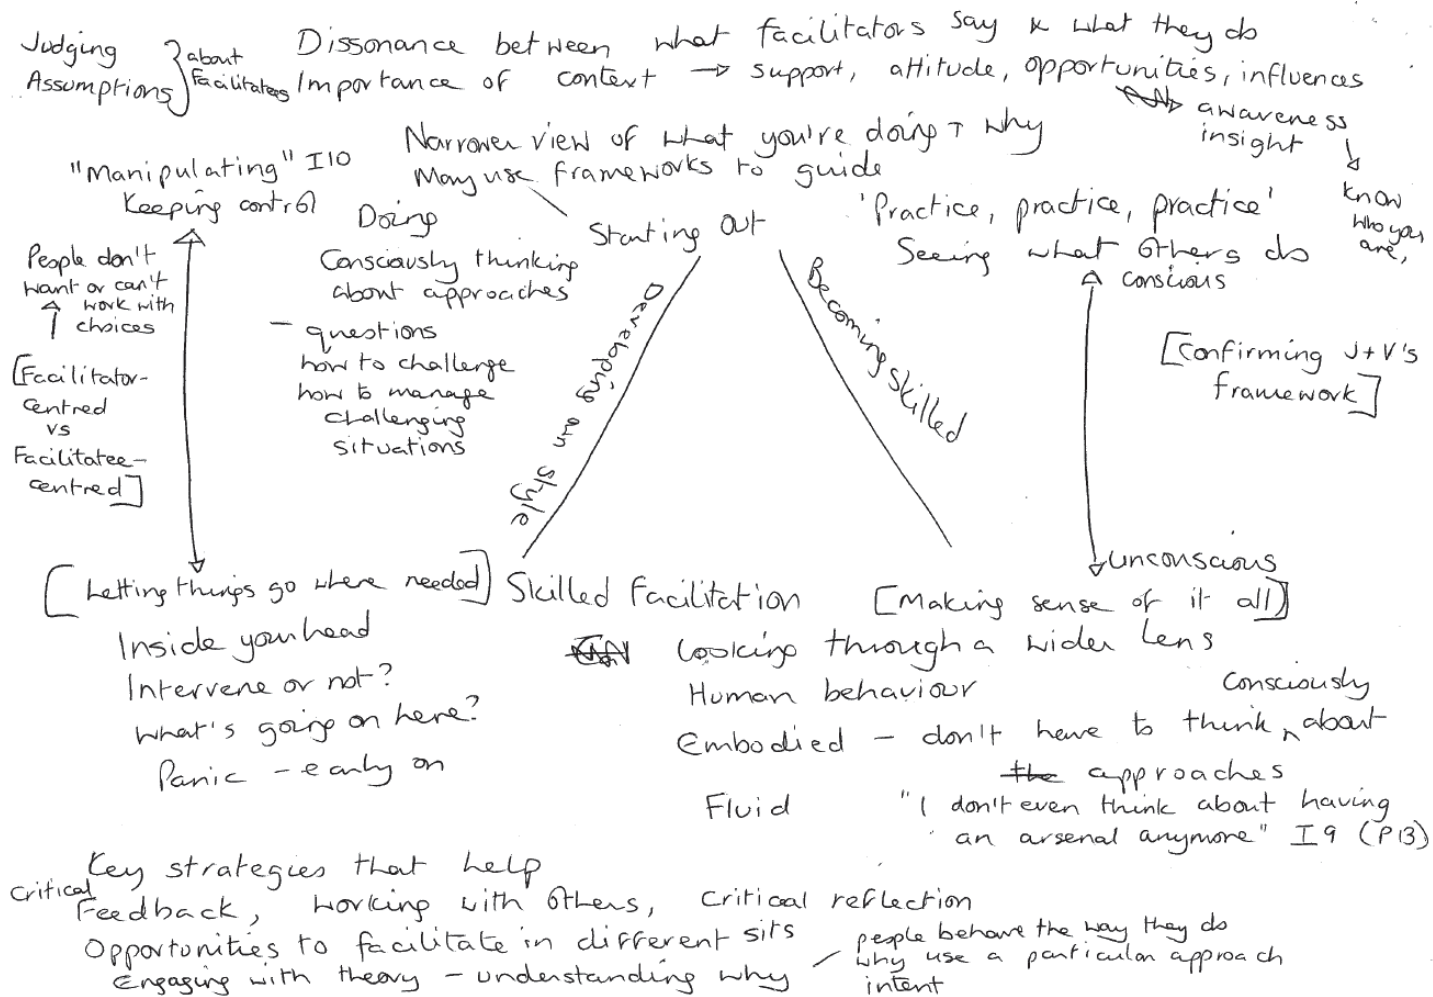 Judging
Assumptions
about
facilitatees
Dissonance between what facilitators say & what they do
Importance of context → support, attitude, opportunities, influences
awareness
insight
know
who you
are,
Narrower view of what you're doing + why
May use frameworks to guide
"Manipulating" I10
Keeping control
Starting out
'Practice, practice, practice'
Seeing what others do
Doing
Consciously thinking
about approaches
- questions
how to challenge
how to manage
challenging
situations
People don't
want or can't
↑ work with
choices
[Facilitator-
centred
vs
Facilitatee-
centred]
Developing own style
Becoming skilled
conscious
[Confirming J+V's
framework]
unconscious
[Letting things go where needed]
Skilled Facilitation
[Making sense of it all]
Inside your head
Intervene or not?
What's going on here?
Panic - early on
Looking through a wider lens
Human behaviour
consciously
Embodied - don't have to think ^ about
the approaches
Fluid
"I don't even think about having
an arsenal anymore" I9 (P13)
Key strategies that help
Critical
Feedback, working with others, critical reflection
Opportunities to facilitate in different sits
Engaging with theory - understanding why
people behave the way they do
why use a particular approach
intent